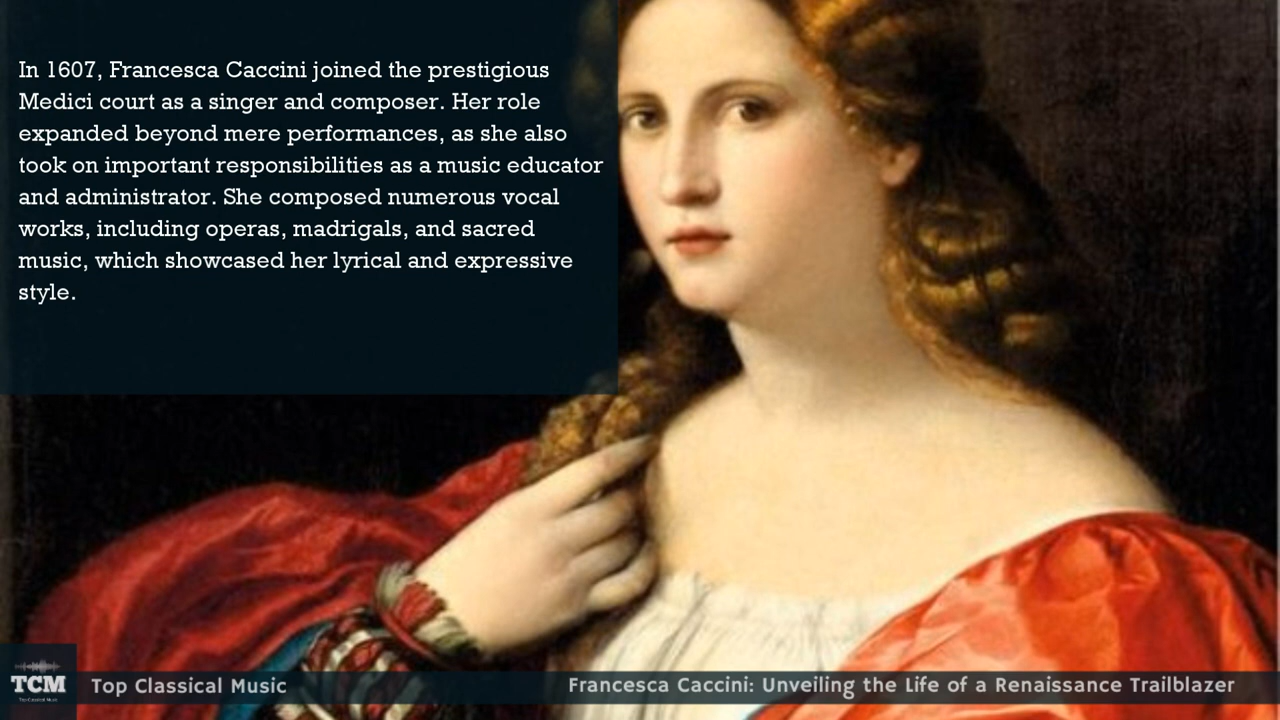 In 1607, Francesca Caccini joined the prestigious
Medici court as a singer and composer. Her role
expanded beyond mere performances, as she also
took on important responsibilities as a music educator
and administrator. She composed numerous vocal
works, including operas, madrigals, and sacred
music, which showcased her lyrical and expressive
style.
TCM
Top Classical Music
Top Classical Music
Francesca Caccini: Unveiling the Life of a Renaissance Trailblazer